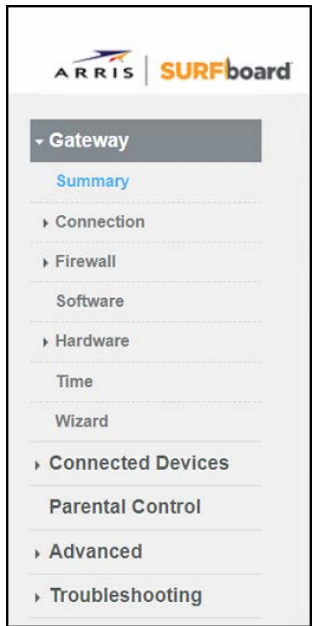 ARRIS SURFboard
Gateway
Summary
Connection
Firewall
Software
Hardware
Time
Wizard
Connected Devices
Parental Control
Advanced
Troubleshooting